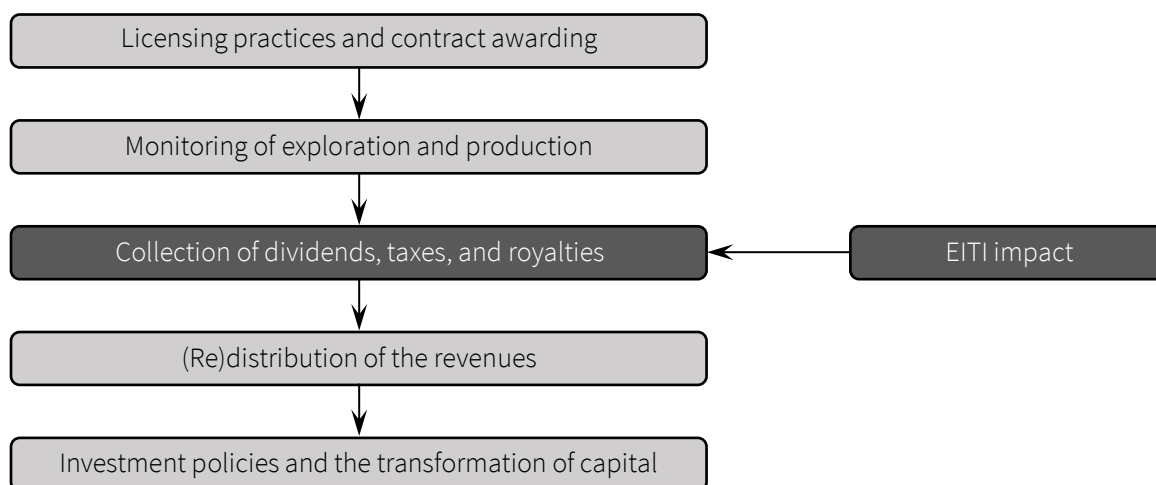 Licensing practices and contract awarding
Monitoring of exploration and production
Collection of dividends, taxes, and royalties
EITI impact
(Re)distribution of the revenues
Investment policies and the transformation of capital